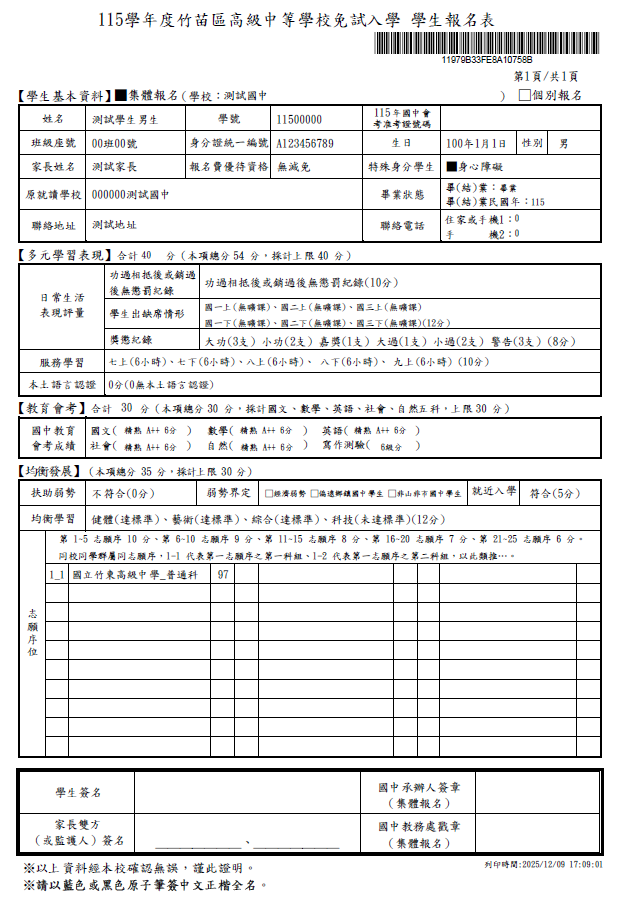 115學年度竹苗區高級中等學校免試入學 學生報名表
11979B33FE8A10758B
第1頁/共1頁
【學生基本資料】■集體報名(學校：測試國中 ) □個別報名
姓名 測試學生男生 學號 11500000 115年國中會考准考證號碼
班級座號 00班00號 身分證統一編號 A123456789 生日 100年1月1日 性別 男
家長姓名 測試家長 報名費優待資格 無減免 特殊身分學生 ■身心障礙
原就讀學校 000000測試國中 畢業狀態 畢(結)業：畢業
畢(結)業民國年：115
聯絡地址 測試地址 聯絡電話 住家或手機1：0
手 機2：0
【多元學習表現】合計 40 分（本項總分 54 分，採計上限 40 分）
日常生活表現評量 功過相抵後或銷過後無懲罰紀錄 功過相抵後或銷過後無懲罰紀錄(10分)
學生出缺席情形 國一上(無曠課)、國二上(無曠課)、國三上(無曠課)
國一下(無曠課)、國二下(無曠課)、國三下(無曠課)(12分)
獎懲紀錄 大功(3支) 小功(2支) 嘉獎(1支) 大過(1支) 小過(2支) 警告(3支) (8分)
服務學習 七上(6小時)、七下(6小時)、八上(6小時)、 八下(6小時)、 九上(6小時) (10分)
本土語言認證 0分(0無本土語言認證)
【教育會考】合計 30 分（本項總分 30 分，採計國文、數學、英語、社會、自然五科，上限 30 分）
國中教育會考成績 國文( 精熟 A++ 6分 ) 數學( 精熟 A++ 6分 ) 英語( 精熟 A++ 6分 )
社會( 精熟 A++ 6分 ) 自然( 精熟 A++ 6分 ) 寫作測驗( 6級分 )
【均衡發展】（本項總分 35 分，採計上限 30 分）
扶助弱勢 不符合(0分) 弱勢界定 □經濟弱勢 □偏遠鄉鎮國中學生 □非山非市國中學生 就近入學 符合(5分)
均衡學習 健體(達標準)、藝術(達標準)、綜合(達標準)、科技(未達標準)(12分)
志願序位 第 1~5 志願序 10 分、第 6~10 志願序 9 分、第 11~15 志願序 8 分、第 16~20 志願序 7 分、第 21~25 志願序 6 分。
同校同學群屬同志願序，1-1 代表第一志願序之第一科組、1-2 代表第一志願序之第二科組，以此類推…。
1_1 國立竹東高級中學_普通科 97
學生簽名 國中承辦人簽章
（集體報名）
家長雙方
（或監護人）簽名 ＿＿＿＿＿＿、＿＿＿＿＿＿ 國中教務處戳章
（集體報名）
※以上資料經本校確認無誤，謹此證明。 列印時間:2025/12/09 17:09:01
※請以藍色或黑色原子筆簽中文正楷全名。